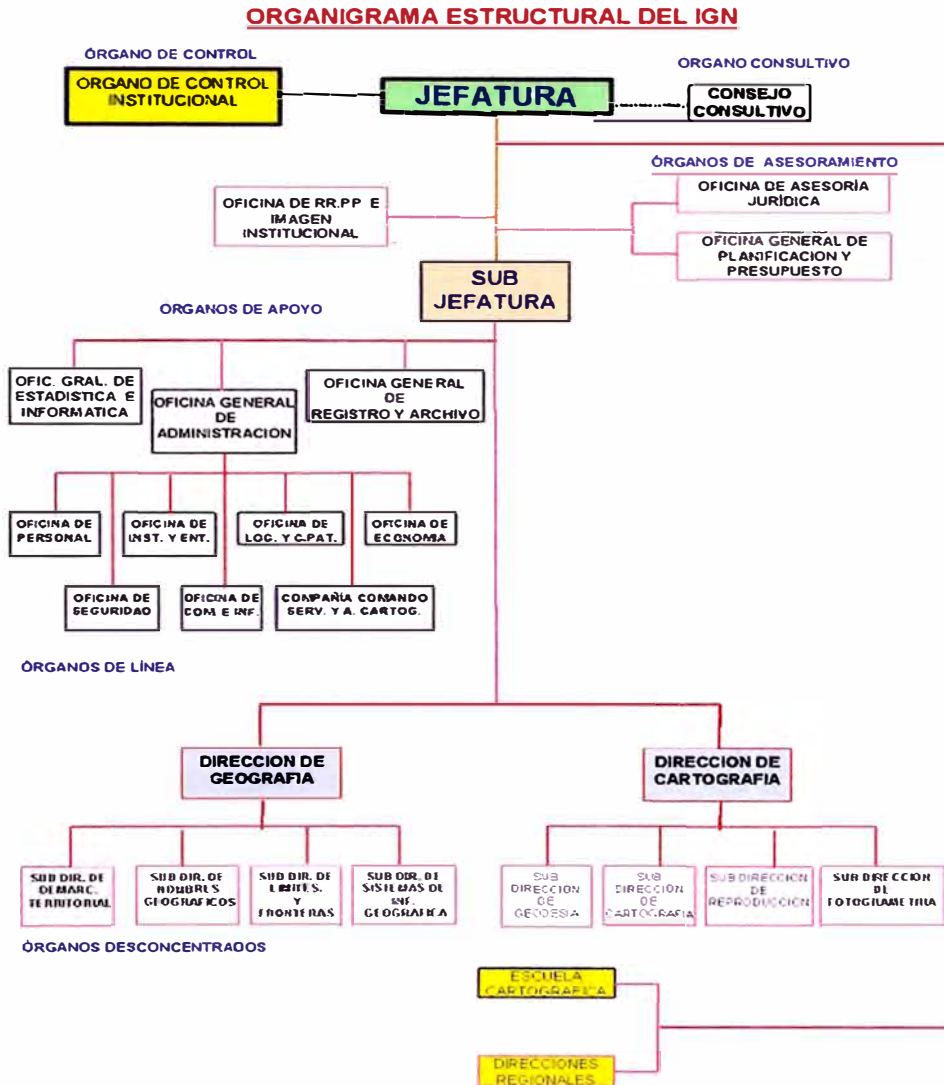 ORGANIGRAMA ESTRUCTURAL DEL IGN
ÓRGANO DE CONTROL
ORGANO DE CONTROL
INSTITUCIONAL
JEFATURA
ORGANO CONSULTIVO
CONSEJO
CONSULTIVO
ÓRGANOS DE ASESORAMIENTO
OFICINA DE RR.PP E
IMAGEN
INSTITUCIONAL
OFICINA DE ASESORÍA
JURÍDICA
OFICINA GENERAL DE
PLANIFICACION Y
PRESUPUESTO
SUB
JEFATURA
ÓRGANOS DE APOYO
OFIC. GRAL. DE
ESTADISTICA E
INFORMATICA
OFICINA GENERAL
DE
ADMINISTRACION
OFICINA GENERAL
DE
REGISTRO Y ARCHIVO
OFICINA DE
PERSONAL
OFICINA DE
INST. Y ENT.
OFICINA DE
LOG. Y C.PAT.
OFICINA DE
ECONOMIA
OFICINA DE
SEGURIDAD
OFICINA DE
COM. E INF.
COMPAÑÍA COMANDO
SERV. Y A. CARTOG.
ÓRGANOS DE LÍNEA
DIRECCION DE
GEOGRAFIA
DIRECCION DE
CARTOGRAFIA
SUB DIR. DE
DEMARC.
TERRITORIAL
SUB DIR. DE
NOMBRES
GEOGRAFICOS
SUB DIR. DE
LIMITES.
Y
FRONTERAS
SUB DIR. DE
SISTEMAS DE
INF.
GEOGRAFICA
SUB
DIRECCION
DE
GEODESIA
SUB
DIRECCION
DE
CARTOGRAFIA
SUB DIRECCION
DE
REPRODUCCION
SUB DIRECCION
DE
FOTOGRAMETRIA
ÓRGANOS DESCONCENTRADOS
ESCUELA
CARTOGRAFICA
DIRECCIONES
REGIONALES